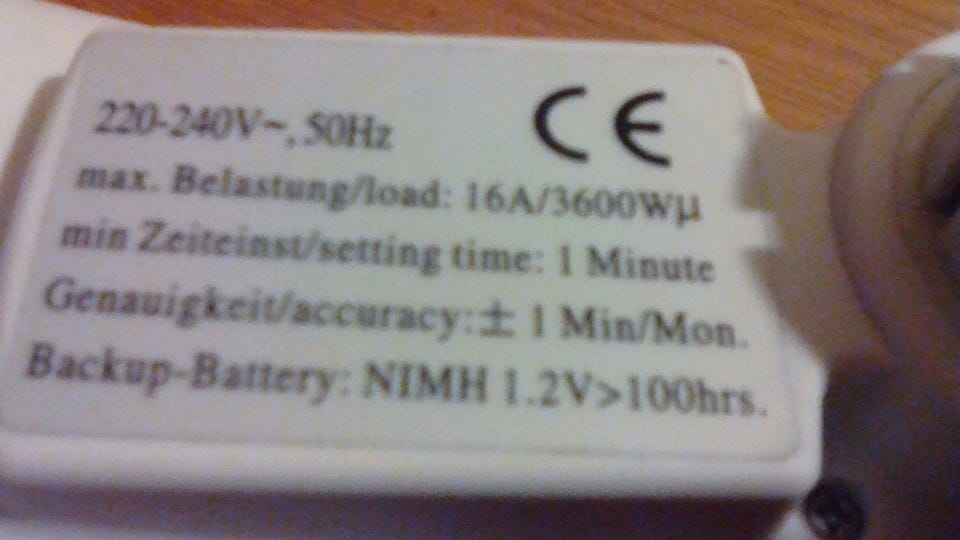 220-240V~, 50Hz CE
max. Belastung/load: 16A/3600Wµ
min Zeiteinst/setting time: 1 Minute
Genauigkeit/accuracy:± 1 Min/Mon.
Backup-Battery: NIMH 1.2V>100hrs.